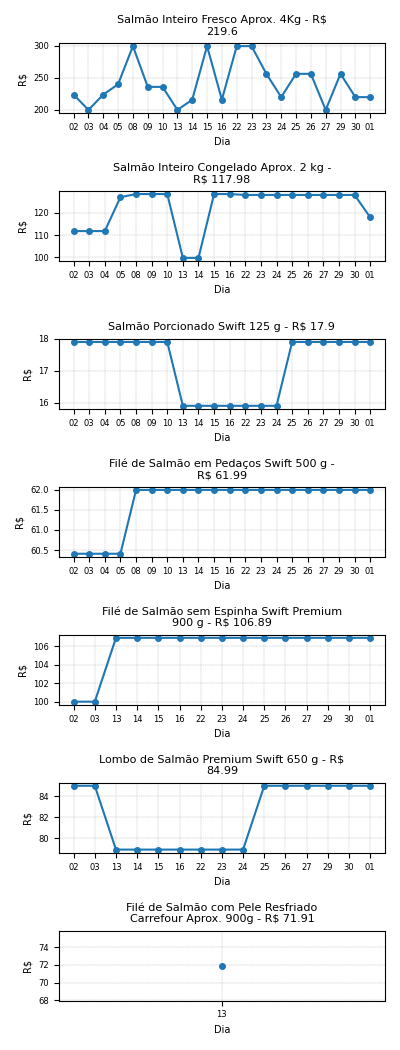 Salmão Inteiro Fresco Aprox. 4Kg - R$
219.6
300
250
200
R$
02 03 04 05 08 09 10 13 14 15 16 22 23 23 24 25 26 27 29 30 01
Dia
Salmão Inteiro Congelado Aprox. 2 kg -
R$ 117.98
120
110
100
R$
02 03 04 05 08 09 10 13 14 15 16 22 23 24 25 26 27 29 30 01
Dia
Salmão Porcionado Swift 125 g - R$ 17.9
18
17
16
R$
02 03 04 05 08 09 10 13 14 15 16 22 23 24 25 26 27 29 30 01
Dia
Filé de Salmão em Pedaços Swift 500 g -
R$ 61.99
62.0
61.5
61.0
60.5
R$
02 03 04 05 08 09 10 13 14 15 16 22 23 24 25 26 27 29 30 01
Dia
Filé de Salmão sem Espinha Swift Premium
900 g - R$ 106.89
106
104
102
100
R$
02 03 13 14 15 16 22 23 24 25 26 27 29 30 01
Dia
Lombo de Salmão Premium Swift 650 g - R$
84.99
84
82
80
R$
02 03 13 14 15 16 22 23 24 25 26 27 29 30 01
Dia
Filé de Salmão com Pele Resfriado
Carrefour Aprox. 900g - R$ 71.91
74
72
70
68
R$
13
Dia